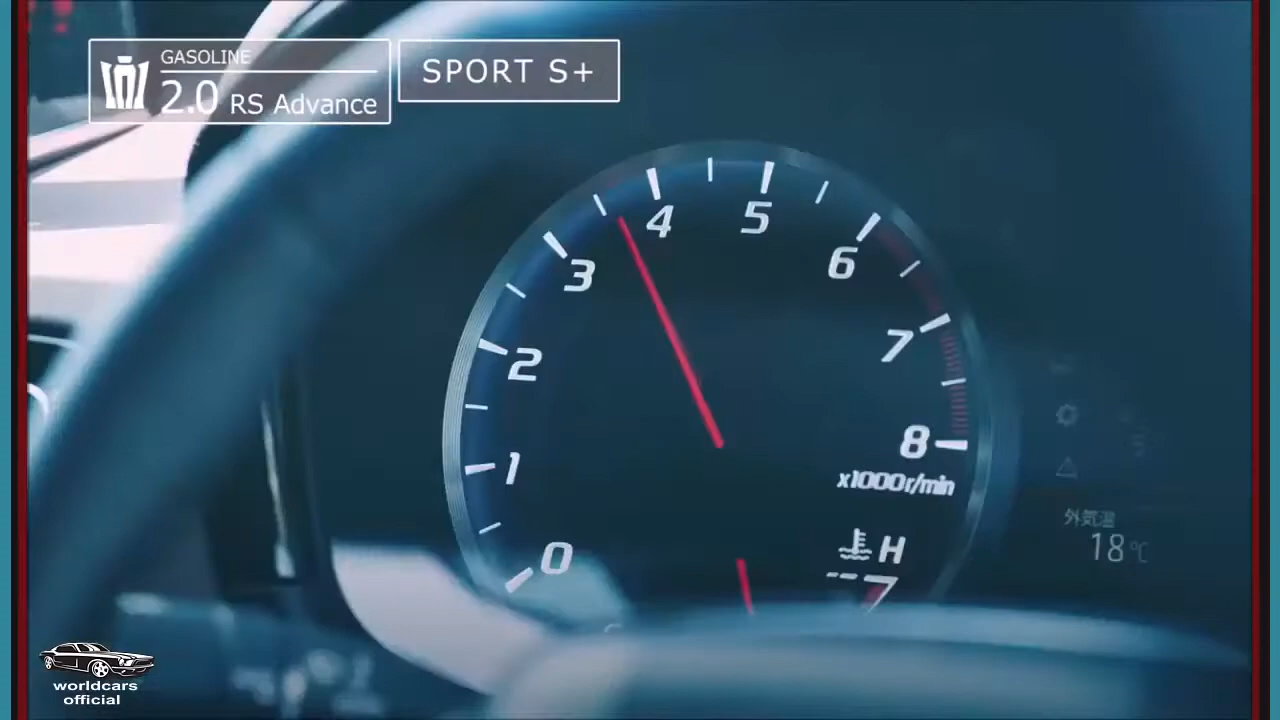 GASOLINE
2.0 RS Advance
SPORT S+
4
5
3
6
2
7
1
8
x1000r/min
0
H
外気温
18℃
worldcars
official